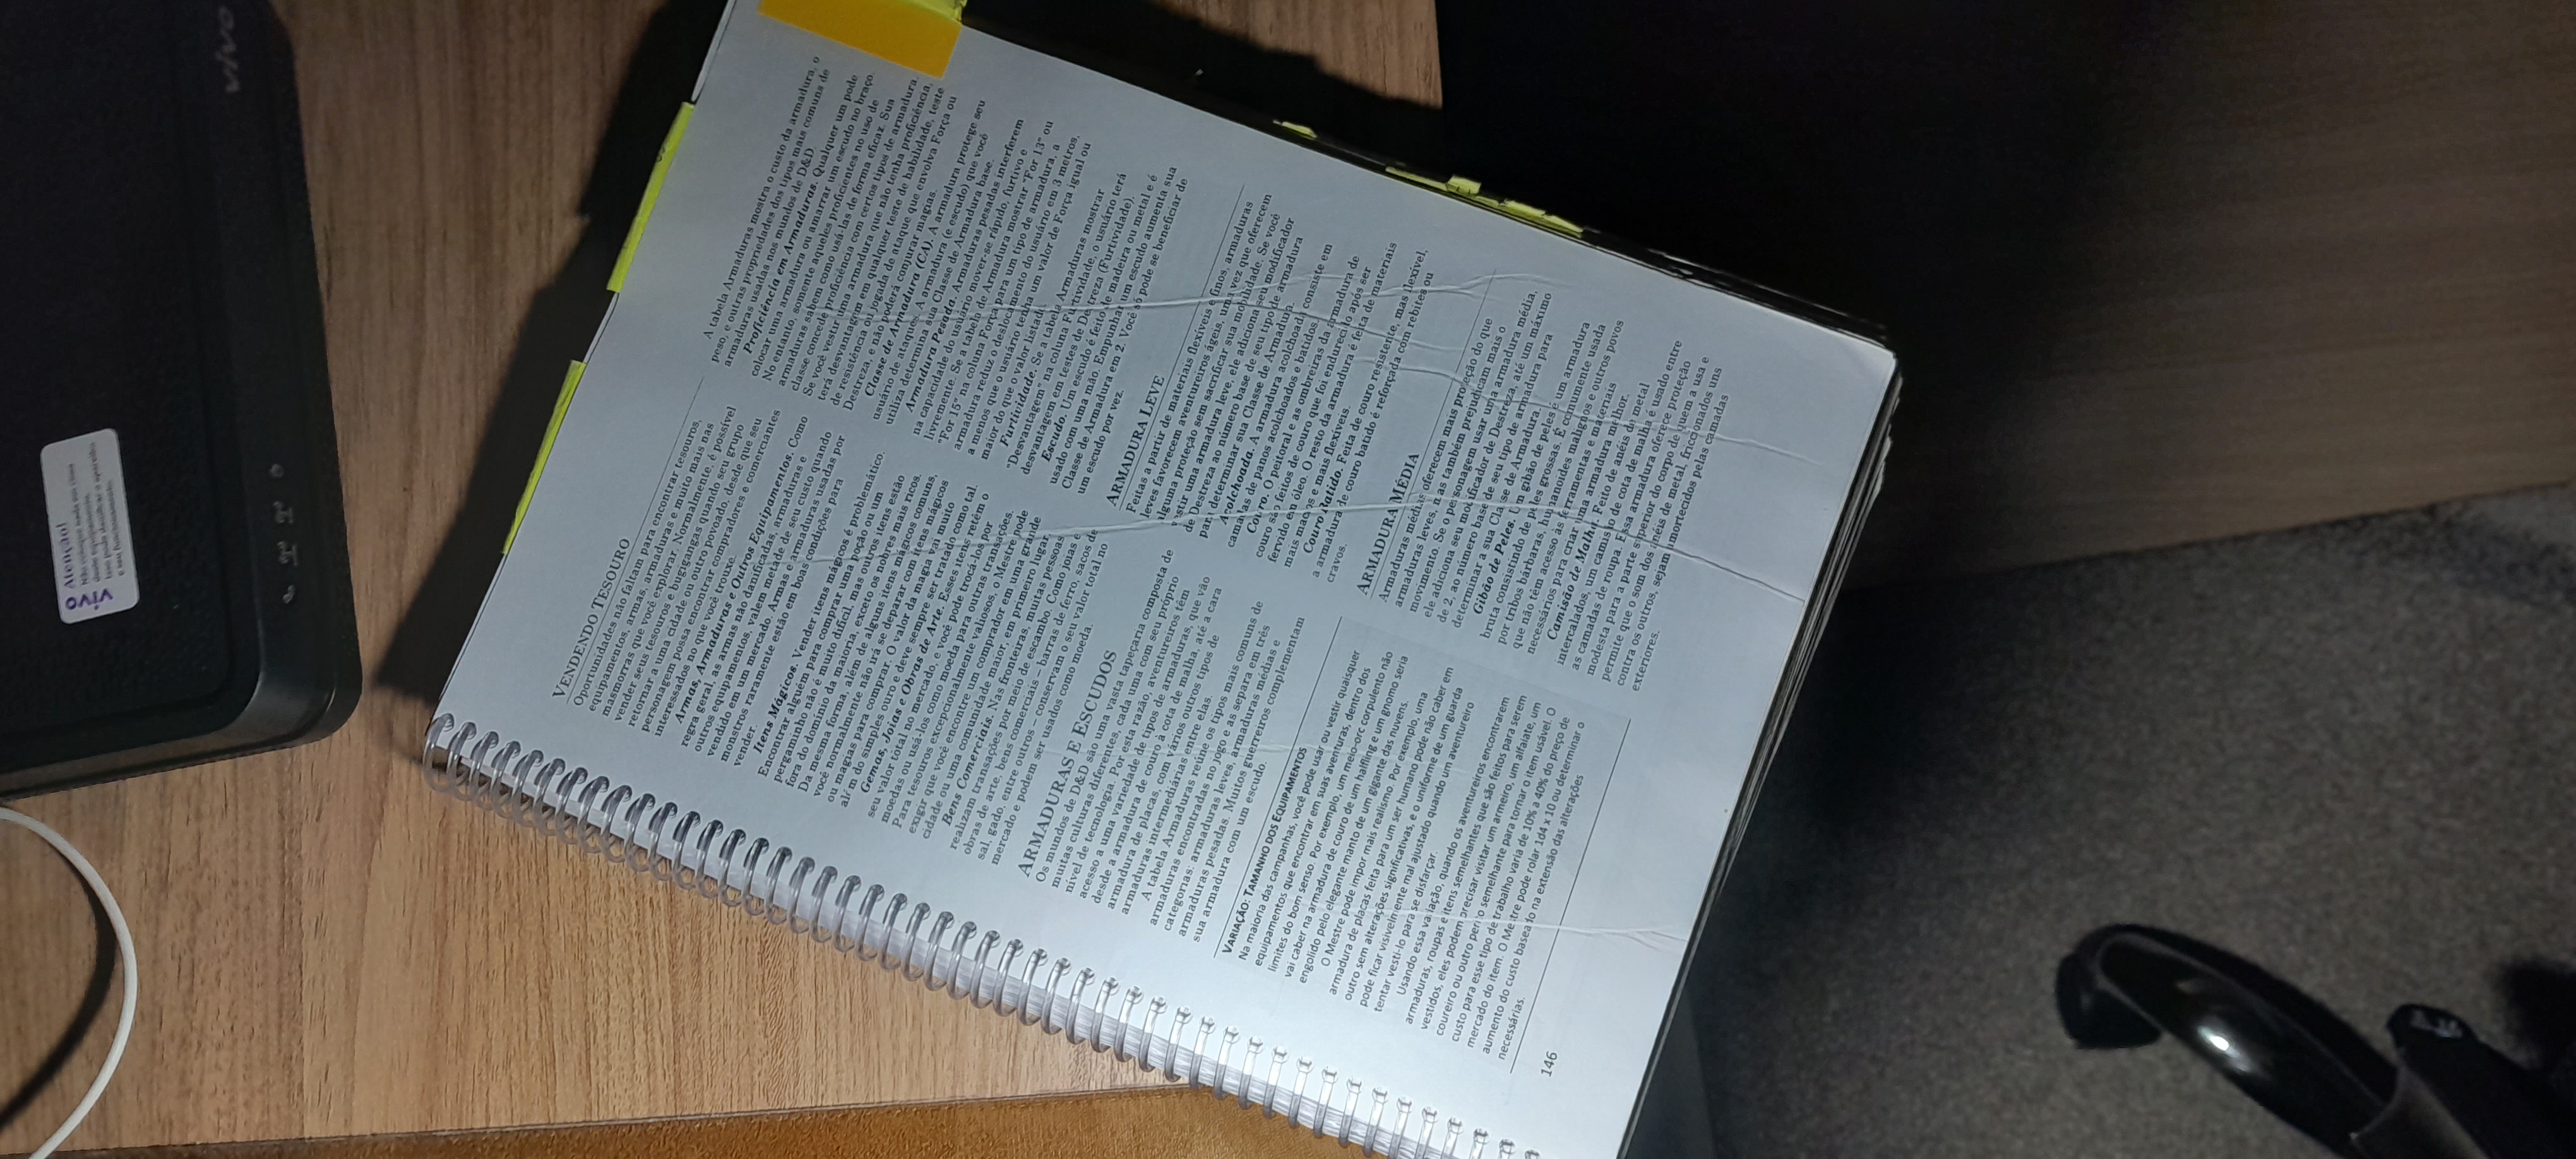 vivo
Atenção!
Não coloque nada em cima
deste equipamento.
Isso pode danificar o aparelho
e seu funcionamento.
vivo
VENDENDO TESOURO
Oportunidades não faltam para encontrar tesouros,
equipamentos, armas, armaduras e muito mais nas
masmorras que você explorar. Normalmente, é possível
vender seus tesouros e bugigangas quando seu grupo
retornar a uma cidade ou outro povoado, desde que seu
personagem possa encontrar compradores e comerciantes
interessados no que você trouxe.
Armas, Armaduras e Outros Equipamentos. Como
regra geral, as armas não danificadas, armaduras e
outros equipamentos, valem metade de seu custo quando
vendido em um mercado. Armas e armaduras usadas por
monstros raramente estão em boas condições para
vender.
Itens Mágicos. Vender itens mágicos é problemático.
Encontrar alguém para comprar uma poção ou um
pergaminho não é muito difícil, mas outros itens estão
fora do domínio da maioria, exceto os nobres mais ricos.
Da mesma forma, além de alguns itens mágicos comuns,
você normalmente não irá se deparar com itens mágicos
ou magias para comprar. O valor da magia vai muito
além do simples ouro e deve sempre ser tratado como tal.
Gemas, Joias e Obras de Arte. Esses itens retém o
seu valor total no mercado, e você pode trocá-los por
moedas ou usá-los como moeda para outras transações.
Para tesouros excepcionalmente valiosos, o Mestre pode
exigir que você encontre um comprador em uma grande
cidade ou uma comunidade maior, em primeiro lugar.
Bens Comerciais. Nas fronteiras, muitas pessoas
realizam transações por meio de escambo. Como joias e
obras de arte, bens comerciais – barras de ferro, sacos de
sal, gado, entre outros – conservam o seu valor total no
mercado e podem ser usados como moeda.
ARMADURAS E ESCUDOS
Os mundos de D&D são uma vasta tapeçaria composta de
muitas culturas diferentes, cada uma com seu próprio
nível de tecnologia. Por esta razão, aventureiros têm
acesso a uma variedade de tipos de armaduras, que vão
desde a armadura de couro à cota de malha, até a cara
armadura de placas, com vários outros tipos de
armaduras intermediárias entre elas.
A tabela Armaduras reúne os tipos mais comuns de
armaduras encontrada no jogo e as separa em três
categorias: armaduras leves, armaduras médias e
armaduras pesadas. Muitos guerreiros complementam
sua armadura com um escudo.
VARIAÇÃO: TAMANHO DOS EQUIPAMENTOS
Na maioria das campanhas, você pode usar ou vestir quaisquer
equipamentos que encontrar em suas aventuras, dentro dos
limites do bom senso. Por exemplo, um meio-orc corpulento não
vai caber na armadura de couro de um halfling e um gnomo seria
engolido pelo elegante manto de um gigante das nuvens.
O Mestre pode impor mais realismo. Por exemplo, uma
armadura de placas feita para um ser humano pode não caber em
outro sem alterações significativas, e o uniforme de um guarda
pode ficar visivelmente mal ajustado quando um aventureiro
tentar vesti-lo para se disfarçar.
Usando essa variação, quando os aventureiros encontrarem
armaduras, roupas e itens semelhantes que são feitos para serem
vestidos, eles podem precisar visitar um armeiro, um alfaiate, um
coureiro ou outro perito semelhante para tornar o item usável. O
custo para esse tipo de trabalho varia de 10% a 40% do preço de
mercado do item. O Mestre pode rolar 1d4 x 10 ou determinar o
aumento do custo baseado na extensão das alterações
necessárias.
146
A tabela Armaduras mostra o custo da armadura, o
peso, e outras propriedades dos tipos mais comuns de
armaduras usadas nos mundos de D&D.
Proficiência em Armaduras. Qualquer um pode
colocar uma armadura ou amarrar um escudo no braço.
No entanto, somente aqueles proficientes no uso de
armaduras sabem como usá-las de forma eficaz. Sua
classe concede proficiência com certos tipos de armadura.
Se você vestir uma armadura que não tenha proficiência,
terá desvantagem em qualquer teste de habilidade, teste
de resistência ou jogada de ataque que envolva Força ou
Destreza, e não poderá conjurar magias.
Classe de Armadura (CA). A armadura protege seu
usuário de ataques. A armadura (e escudo) que você
utiliza determina sua Classe de Armadura base.
Armadura Pesada. Armaduras pesadas interferem
na capacidade do usuário mover-se rápido, furtivo e
livremente. Se a tabela de Armadura mostrar "For 13" ou
"For 15" na coluna Força para um tipo de armadura, a
armadura reduz o deslocamento do usuário em 3 metros,
a menos que o usuário tenha um valor de Força igual ou
maior do que o valor listado.
Furtividade. Se a tabela Armaduras mostrar
"Desvantagem" na coluna Furtividade, o usuário terá
desvantagem em testes de Destreza (Furtividade).
Escudo. Um escudo é feito de madeira ou metal e é
usado com uma mão. Empunhar um escudo aumenta sua
Classe de Armadura em 2. Você só pode se beneficiar de
um escudo por vez.
ARMADURA LEVE
Feitas a partir de materiais flexíveis e finos, armaduras
leves favorecem aventureiros ágeis, uma vez que oferecem
alguma proteção sem sacrificar sua mobilidade. Se você
vestir uma armadura leve, ele adiciona seu modificador
de Destreza ao número base de seu tipo de armadura
para determinar sua Classe de Armadura.
Acolchoada. A armadura acolchoada consiste em
camadas de panos acolchoados e batidos.
Couro. O peitoral e as ombreiras da armadura de
couro são feitos de couro que foi endurecido após ser
fervido em óleo. O resto da armadura é feita de materiais
mais macios e mais flexíveis.
Couro Batido. Feita de couro resistente, mas flexível,
a armadura de couro batido é reforçada com rebites ou
cravos.
ARMADURA MÉDIA
Armaduras médias oferecem mais proteção do que
armaduras leves, mas também prejudicam mais o
movimento. Se o personagem usar uma armadura média,
ele adiciona seu modificador de Destreza, até um máximo
de 2, ao número base de seu tipo de armadura para
determinar a sua Classe de Armadura.
Gibão de Peles. Um gibão de peles é um armadura
bruta consistindo de peles grossas. É comumente usada
por tribos bárbaras, humanoides malignos e outros povos
que não têm acesso às ferramentas e materiais
necessários para criar uma armadura melhor.
Camisão de Malha. Feito de anéis de metal
intercalados, um camisão de cota de malha é usado entre
as camadas de roupa. Essa armadura oferece proteção
modesta para a parte superior do corpo de quem a usa e
permite que o som dos anéis de metal, friccionados uns
contra os outros, sejam amortecidos pelas camadas
exteriores.